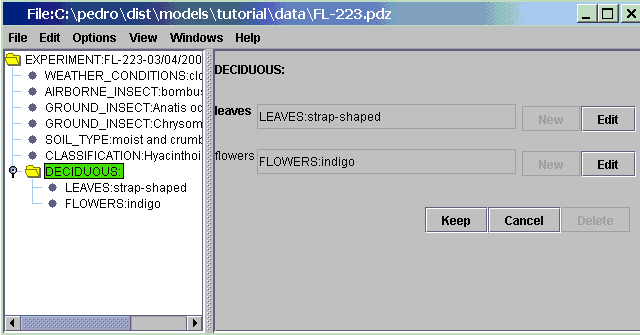 File:C:\pedro\dist\models\tutorial\data\FL-223.pdz
File Edit Options View Windows Help
EXPERIMENT:FL-223-03/04/200
WEATHER_CONDITIONS:clo
AIRBORNE_INSECT:bombus
GROUND_INSECT:Anatis oc
GROUND_INSECT:Chrysom
SOIL_TYPE:moist and crumb
CLASSIFICATION:Hyacinthoi
DECIDUOUS:
LEAVES:strap-shaped
FLOWERS:indigo
DECIDUOUS:
leaves LEAVES:strap-shaped New Edit
flowers FLOWERS:indigo New Edit
Keep Cancel Delete